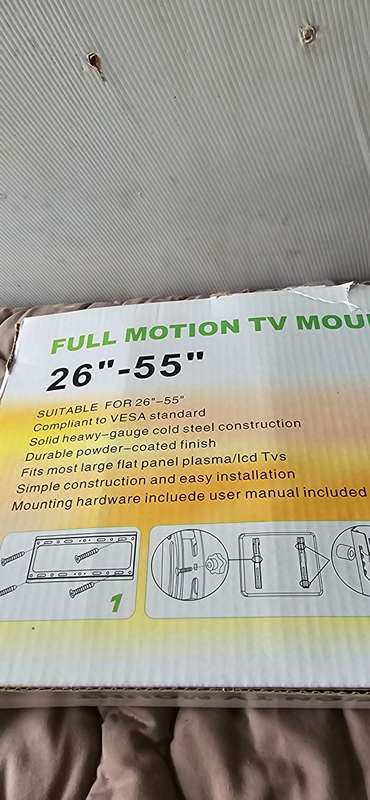 FULL MOTION TV MOU
26"-55"
SUITABLE FOR 26"-55"
Compliant to VESA standard
Solid heavy-gauge cold steel construction
Durable powder-coated finish
Fits most large flat panel plasma/lcd Tvs
Simple construction and easy installation
Mounting hardware incluede user manual included
1